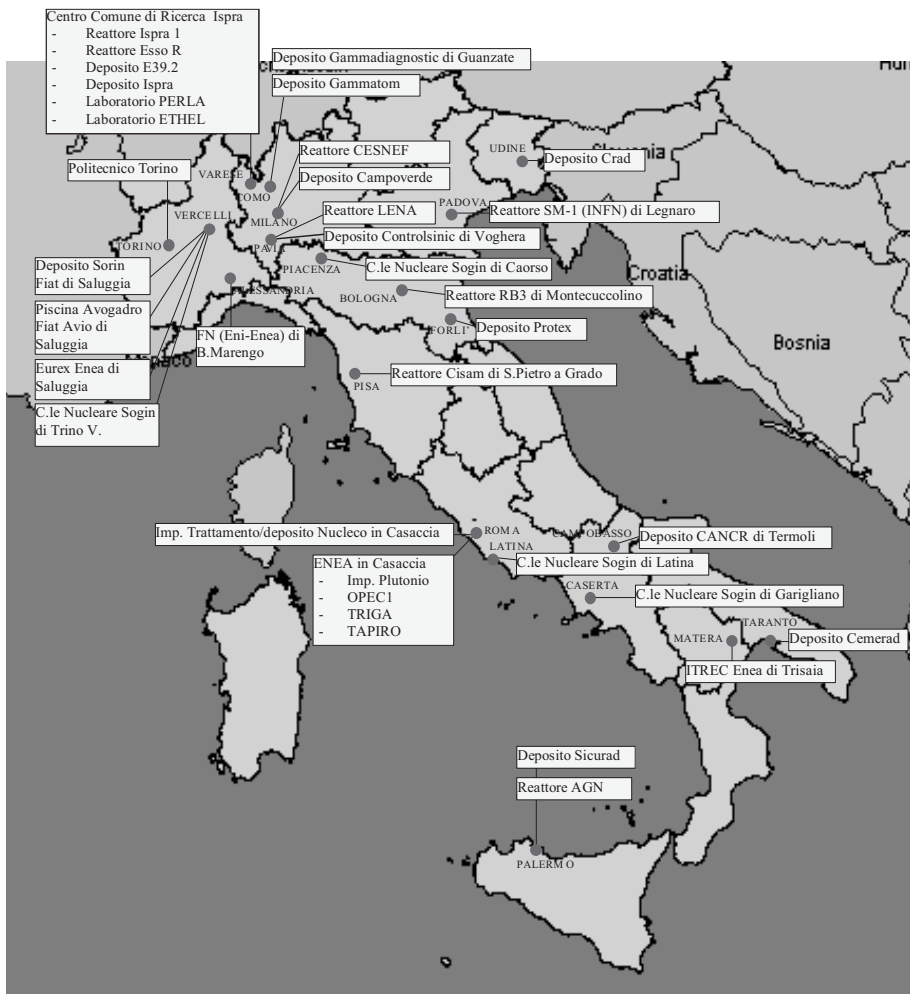 Centro Comune di Ricerca Ispra
- Reattore Ispra 1
- Reattore Esso R
- Deposito E39.2
- Deposito Ispra
- Laboratorio PERLA
- Laboratorio ETHEL
Deposito Gammadiagnostic di Guanzate
Deposito Gammatom
Hun
Reattore CESNEF
UDINE
Slovenia
Deposito Crad
Politecnico Torino
VARESE
COMO
Deposito Campoverde
VERCELLI
MILANO
Reattore LENA
PADOVA
Reattore SM-1 (INFN) di Legnaro
TORINO
PAVIA
Deposito Controlsinic di Voghera
Deposito Sorin
Fiat di Saluggia
PIACENZA
C.le Nucleare Sogin di Caorso
Croatia
ALESSANDRIA
BOLOGNA
Reattore RB3 di Montecuccolino
Piscina Avogadro
Fiat Avio di
Saluggia
FORLI'
Deposito Protex
FN (Eni-Enea) di
B.Marengo
Bosnia
Monaco
Eurex Enea di
Saluggia
PISA
Reattore Cisam di S.Pietro a Grado
C.le Nucleare Sogin
di Trino V.
Imp. Trattamento/deposito Nucleco in Casaccia
ROMA
CAMPOBASSO
Deposito CANCR di Termoli
LATINA
C.le Nucleare Sogin di Latina
ENEA in Casaccia
- Imp. Plutonio
- OPEC1
- TRIGA
- TAPIRO
CASERTA
C.le Nucleare Sogin di Garigliano
TARANTO
MATERA
Deposito Cemerad
ITREC Enea di Trisaia
Deposito Sicurad
Reattore AGN
PALERMO